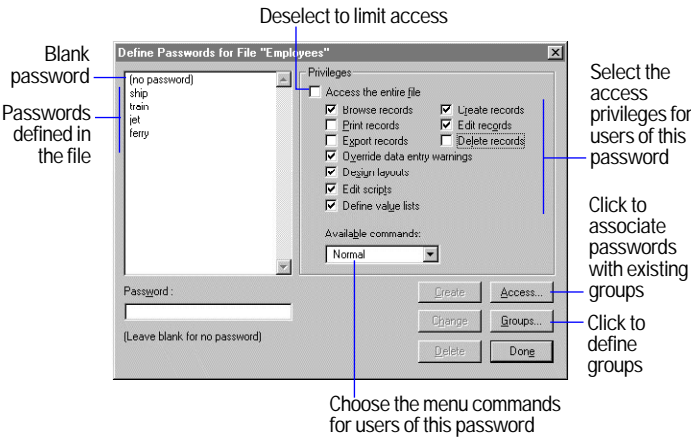 Deselect to limit access
Blank
password
Passwords
defined in
the file
Define Passwords for File "Employees"
(no password)
ship
train
jet
ferry
Privileges
Access the entire file
Browse records
Create records
Print records
Edit records
Export records
Delete records
Override data entry warnings
Design layouts
Edit scripts
Define value lists
Available commands:
Normal
Password :
(Leave blank for no password)
Create
Access...
Change
Groups...
Delete
Done
Select the
access
privileges for
users of this
password
Click to
associate
passwords
with existing
groups
Click to
define
groups
Choose the menu commands
for users of this password